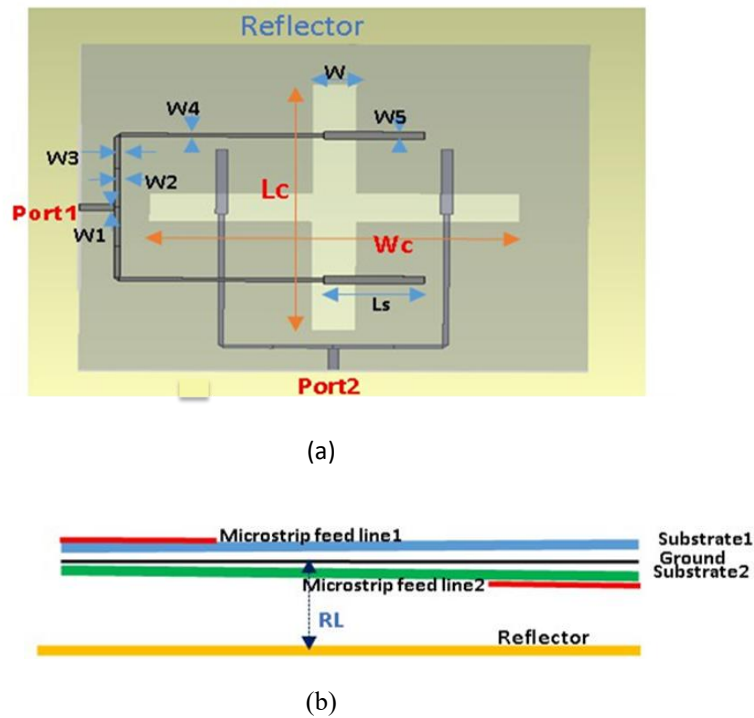 Reflector
W
W4
W5
W3
Lc
W2
Port1
W1
Wc
Ls
Port2
(a)
Microstrip feed line1
Substrate1
Ground
Substrate2
Microstrip feed line2
RL
Reflector
(b)